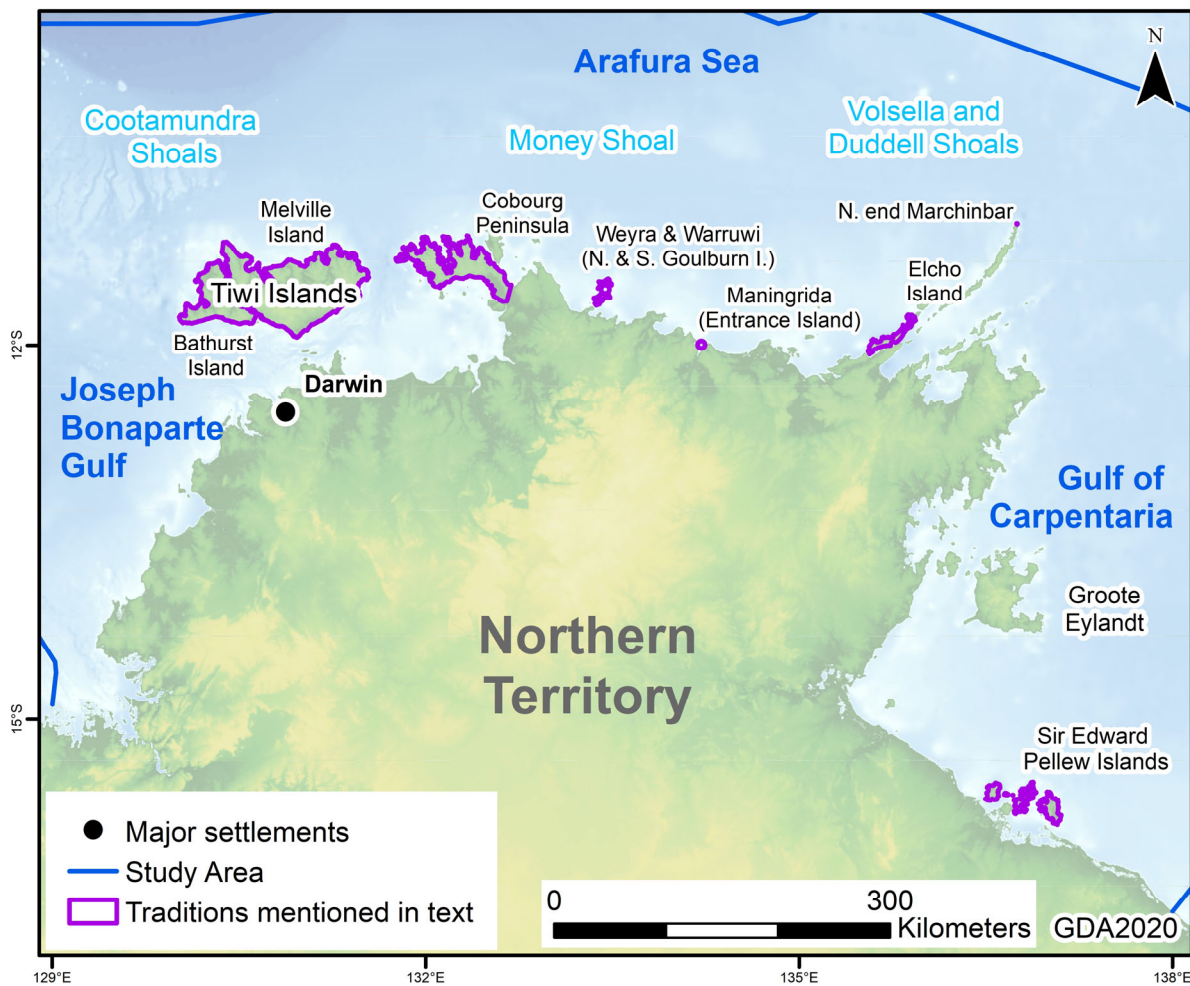 N
Arafura Sea
Cootamundra
Shoals
Money Shoal
Volsella and
Duddell Shoals
Melville
Island
Cobourg
Peninsula
N. end Marchinbar
Weyra & Warruwi
(N. & S. Goulburn I.)
Elcho
Island
Tiwi Islands
Maningrida
(Entrance Island)
Bathurst
Island
12°S
Darwin
Joseph
Bonaparte
Gulf
Gulf of
Carpentaria
Groote
Eylandt
Northern
Territory
15°S
Sir Edward
Pellew Islands
Major settlements
Study Area
Traditions mentioned in text
0 300
Kilometers
GDA2020
129°E 132°E 135°E 138°E